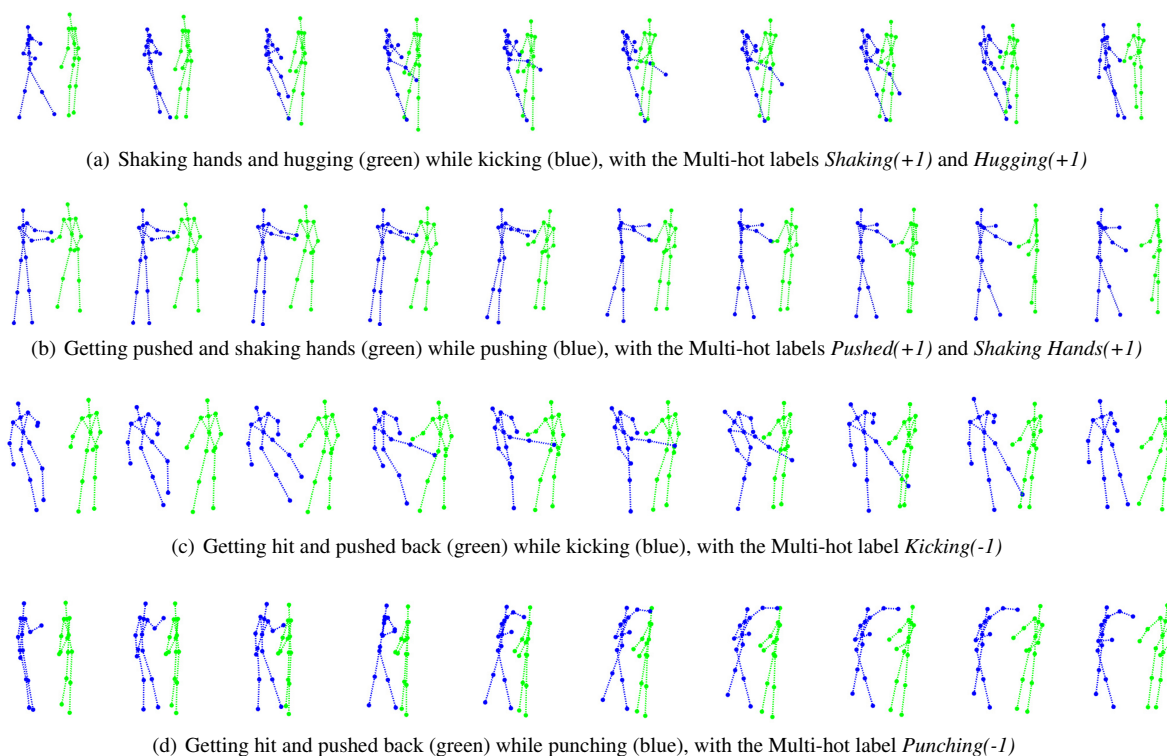 (a) Shaking hands and hugging (green) while kicking (blue), with the Multi-hot labels Shaking(+1) and Hugging(+1)
(b) Getting pushed and shaking hands (green) while pushing (blue), with the Multi-hot labels Pushed(+1) and Shaking Hands(+1)
(c) Getting hit and pushed back (green) while kicking (blue), with the Multi-hot label Kicking(-1)
(d) Getting hit and pushed back (green) while punching (blue), with the Multi-hot label Punching(-1)